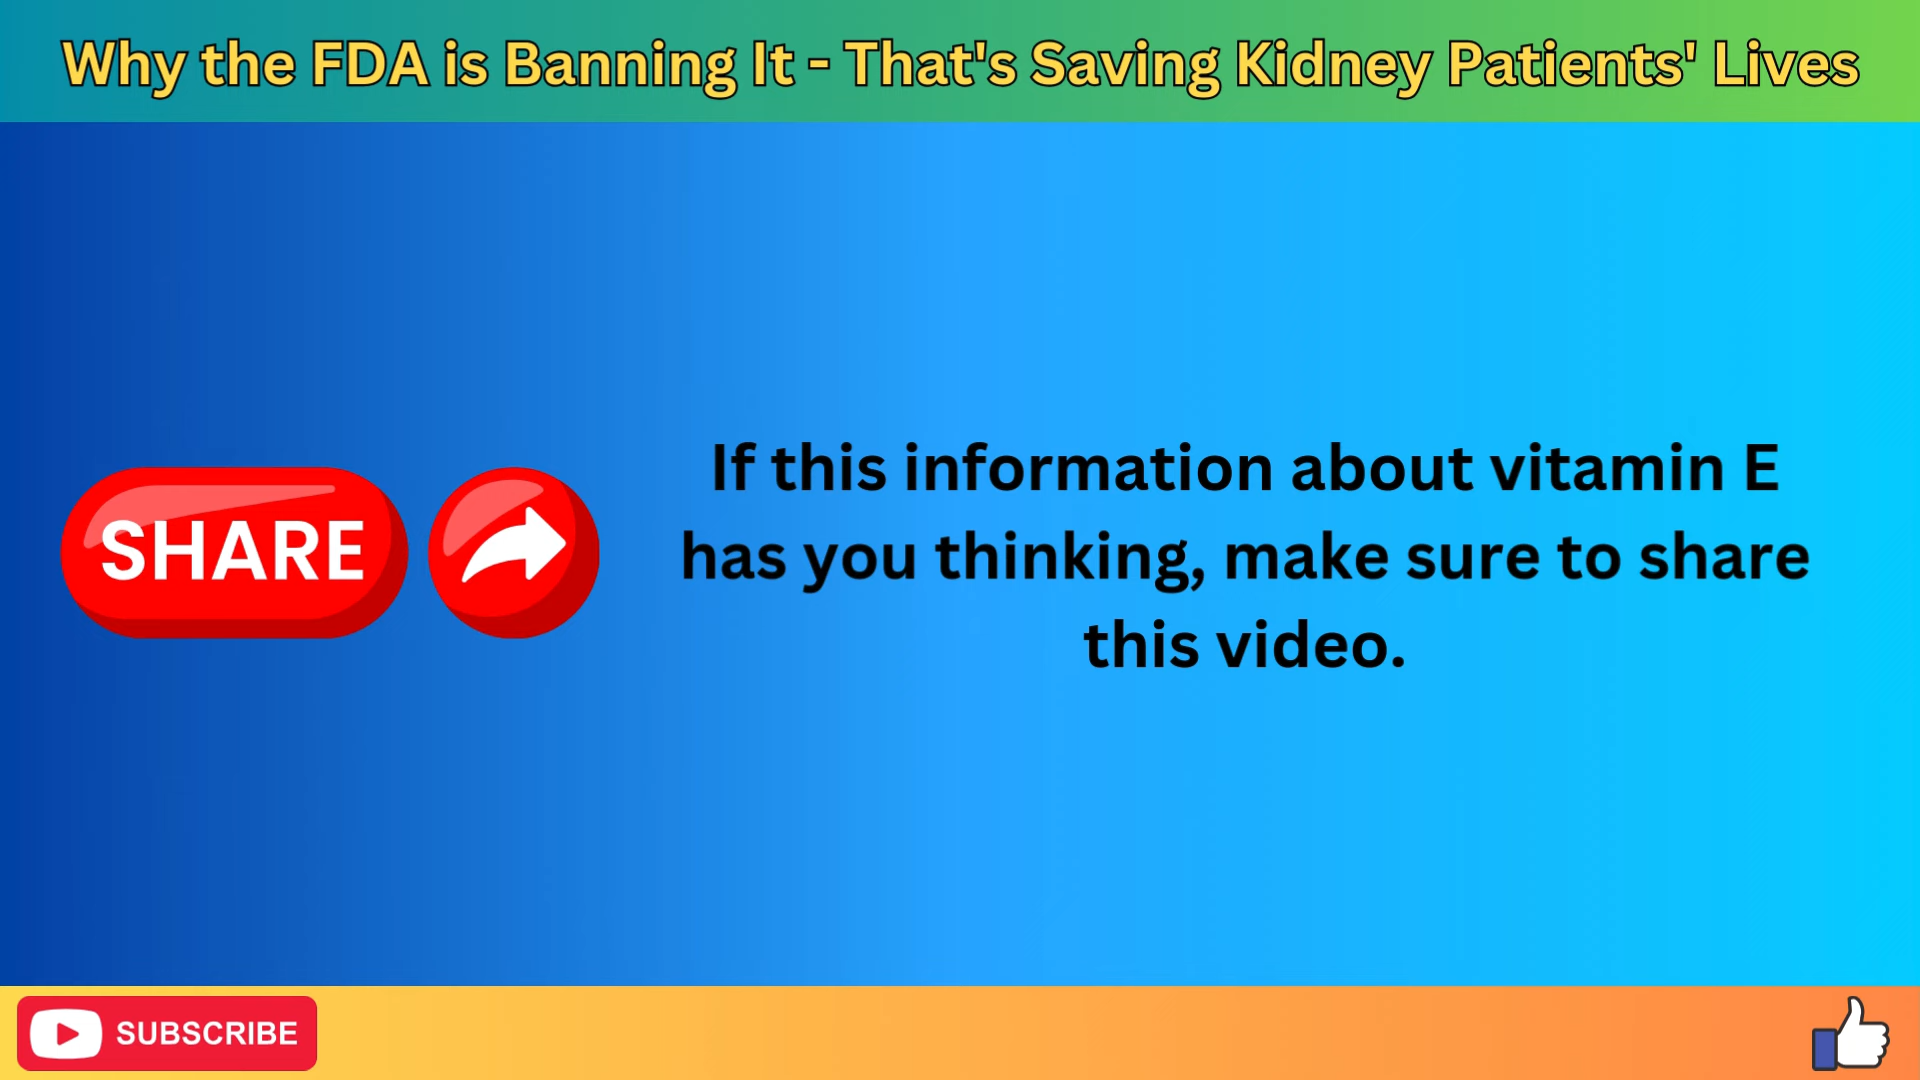 Why the FDA is Banning It - That's Saving Kidney Patients' Lives
SHARE
If this information about vitamin E
has you thinking, make sure to share
this video.
SUBSCRIBE